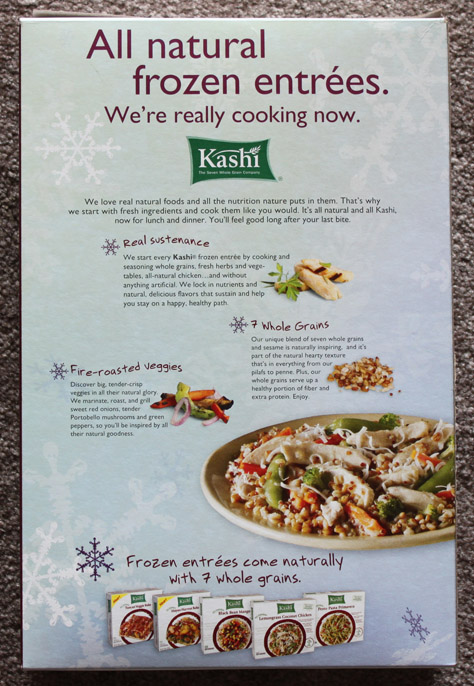 All natural
frozen entrées.
We're really cooking now.
Kashi
The Seven Whole Grain Company
®
We love real natural foods and all the nutrition nature puts in them. That's why
we start with fresh ingredients and cook them like you would. It's all natural and all Kashi,
now for lunch and dinner. You'll feel good long after your last bite.
Real sustenance
We start every Kashi® frozen entrée by cooking and
seasoning whole grains, fresh herbs and vege-
tables, all-natural chicken....and without
anything artificial. We lock in nutrients and
natural, delicious flavors that sustain and help
you stay on a happy, healthy path.
7 Whole Grains
Our unique blend of seven whole grains
and sesame is naturally inspiring, and it's
part of the natural hearty texture
that's in everything from our
pilafs to penne. Plus, our
whole grains serve up a
healthy portion of fiber and
extra protein. Enjoy.
Fire-roasted veggies
Discover big, tender-crisp
veggies in all their natural glory.
We marinate, roast, and grill
sweet red onions, tender
Portobello mushrooms and green
peppers, so you'll be inspired by all
their natural goodness.
Frozen entrées come naturally
with 7 whole grains.
Kashi
Kashi
Kashi
Black Bean Mango
Kashi
Lemongrass Coconut Chicken
Kashi
Pesto Pasta Primavera